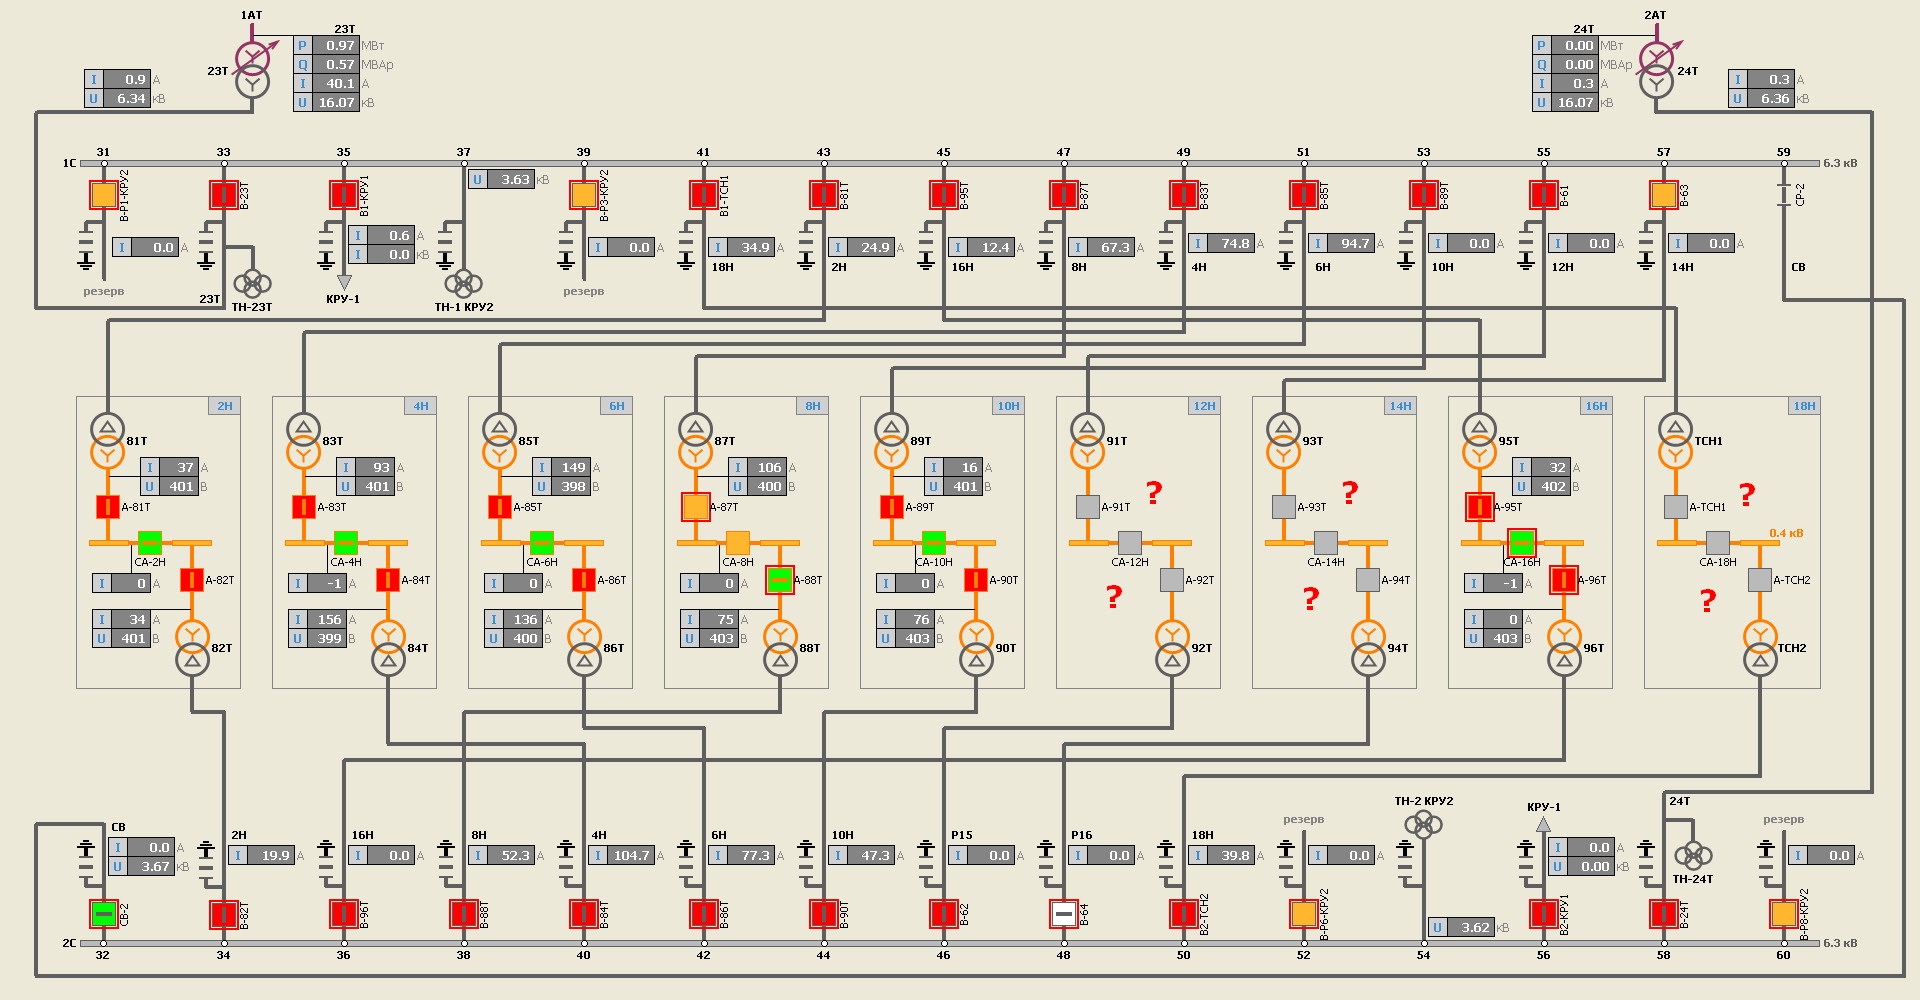 1АТ
23Т
23Т
P 0.97 МВт
Q 0.57 МВАр
I 40.1 А
U 16.07 кВ
I 0.9 А
U 6.34 кВ
2АТ
24Т
24Т
P 0.00 МВт
Q 0.00 МВАр
I 0.3 А
U 16.07 кВ
I 0.3 А
U 6.36 кВ
31 33 35 37 39 41 43 45 47 49 51 53 55 57 59
1С 6.3 кВ
В-Р1-КРУ2 В-23Т В1-КРУ1 U 3.63 кВ В-Р3-КРУ2 В1-ТСН1 В-81Т В-95Т В-87Т В-83Т В-85Т В-89Т В-61 В-63 СР-2
I 0.6 А
I 0.0 кВ
I 0.0 А I 0.0 А I 34.9 А I 24.9 А I 12.4 А I 67.3 А I 74.8 А I 94.7 А I 0.0 А I 0.0 А I 0.0 А
18Н 2Н 16Н 8Н 4Н 6Н 10Н 12Н 14Н СВ
резерв 23Т ТН-23Т КРУ-1 ТН-1 КРУ2 резерв
2Н 4Н 6Н 8Н 10Н 12Н 14Н 16Н 18Н
81Т 83Т 85Т 87Т 89Т 91Т 93Т 95Т ТСН1
I 37 А I 93 А I 149 А I 106 А I 16 А I 32 А
U 401 В U 401 В U 398 В U 400 В U 401 В U 402 В
? ? ?
А-81Т А-83Т А-85Т А-87Т А-89Т А-91Т А-93Т А-95Т А-ТСН1
0.4 кВ
СА-2Н СА-4Н СА-6Н СА-8Н СА-10Н СА-12Н СА-14Н СА-16Н СА-18Н
I 0 А I -1 А I 0 А I 0 А I 0 А I -1 А
А-82Т А-84Т А-86Т А-88Т А-90Т А-92Т А-94Т А-96Т А-ТСН2
? ? ?
I 34 А I 156 А I 136 А I 75 А I 76 А I 0 А
U 401 В U 399 В U 400 В U 403 В U 403 В U 403 В
82Т 84Т 86Т 88Т 90Т 92Т 94Т 96Т ТСН2
СВ 2Н 16Н 8Н 4Н 6Н 10Н Р15 Р16 18Н резерв ТН-2 КРУ2 КРУ-1 24Т резерв
I 0.0 А
U 3.67 кВ
I 19.9 А I 0.0 А I 52.3 А I 104.7 А I 77.3 А I 47.3 А I 0.0 А I 0.0 А I 39.8 А I 0.0 А
I 0.0 А
U 0.00 кВ
ТН-24Т
I 0.0 А
СВ-2 В-82Т В-96Т В-88Т В-84Т В-86Т В-90Т В-62 В-64 В2-ТСН2 В-Р6-КРУ2 U 3.62 кВ В2-КРУ1 В-24Т В-Р8-КРУ2
2С 6.3 кВ
32 34 36 38 40 42 44 46 48 50 52 54 56 58 60